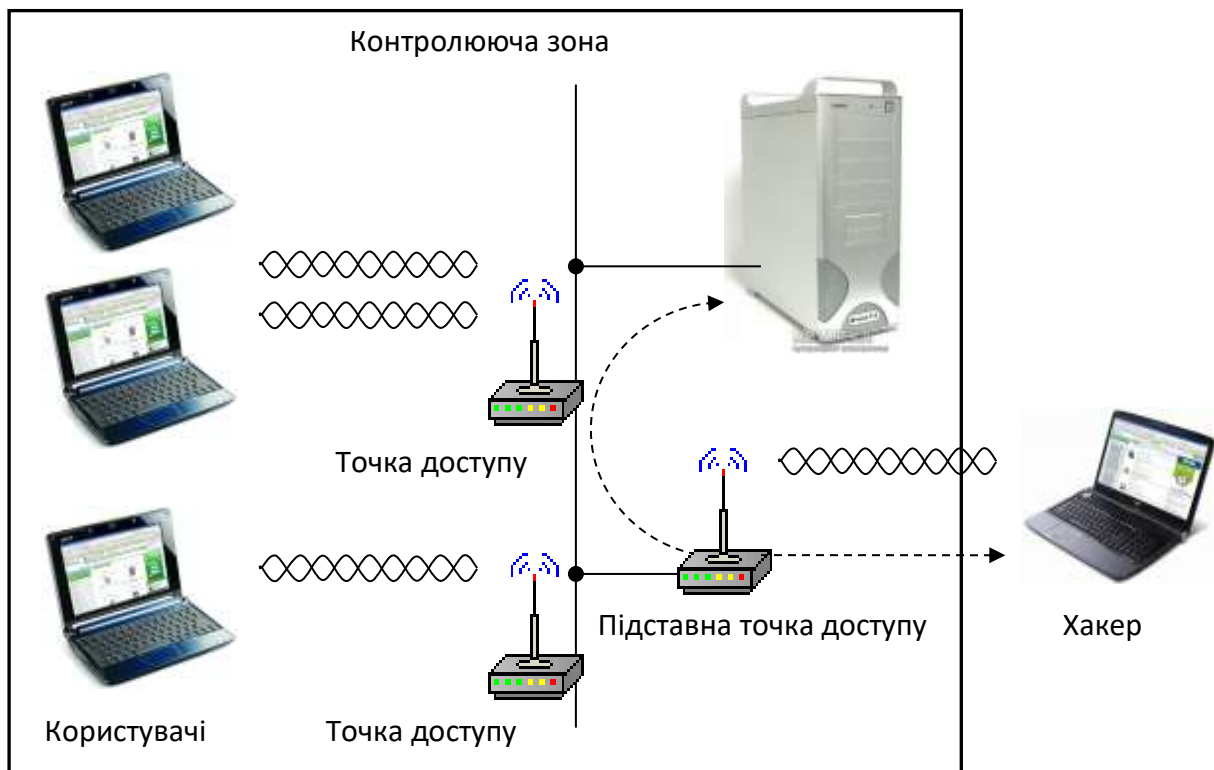 Контролююча зона
Точка доступу
Підставна точка доступу
Хакер
Користувачі
Точка доступу